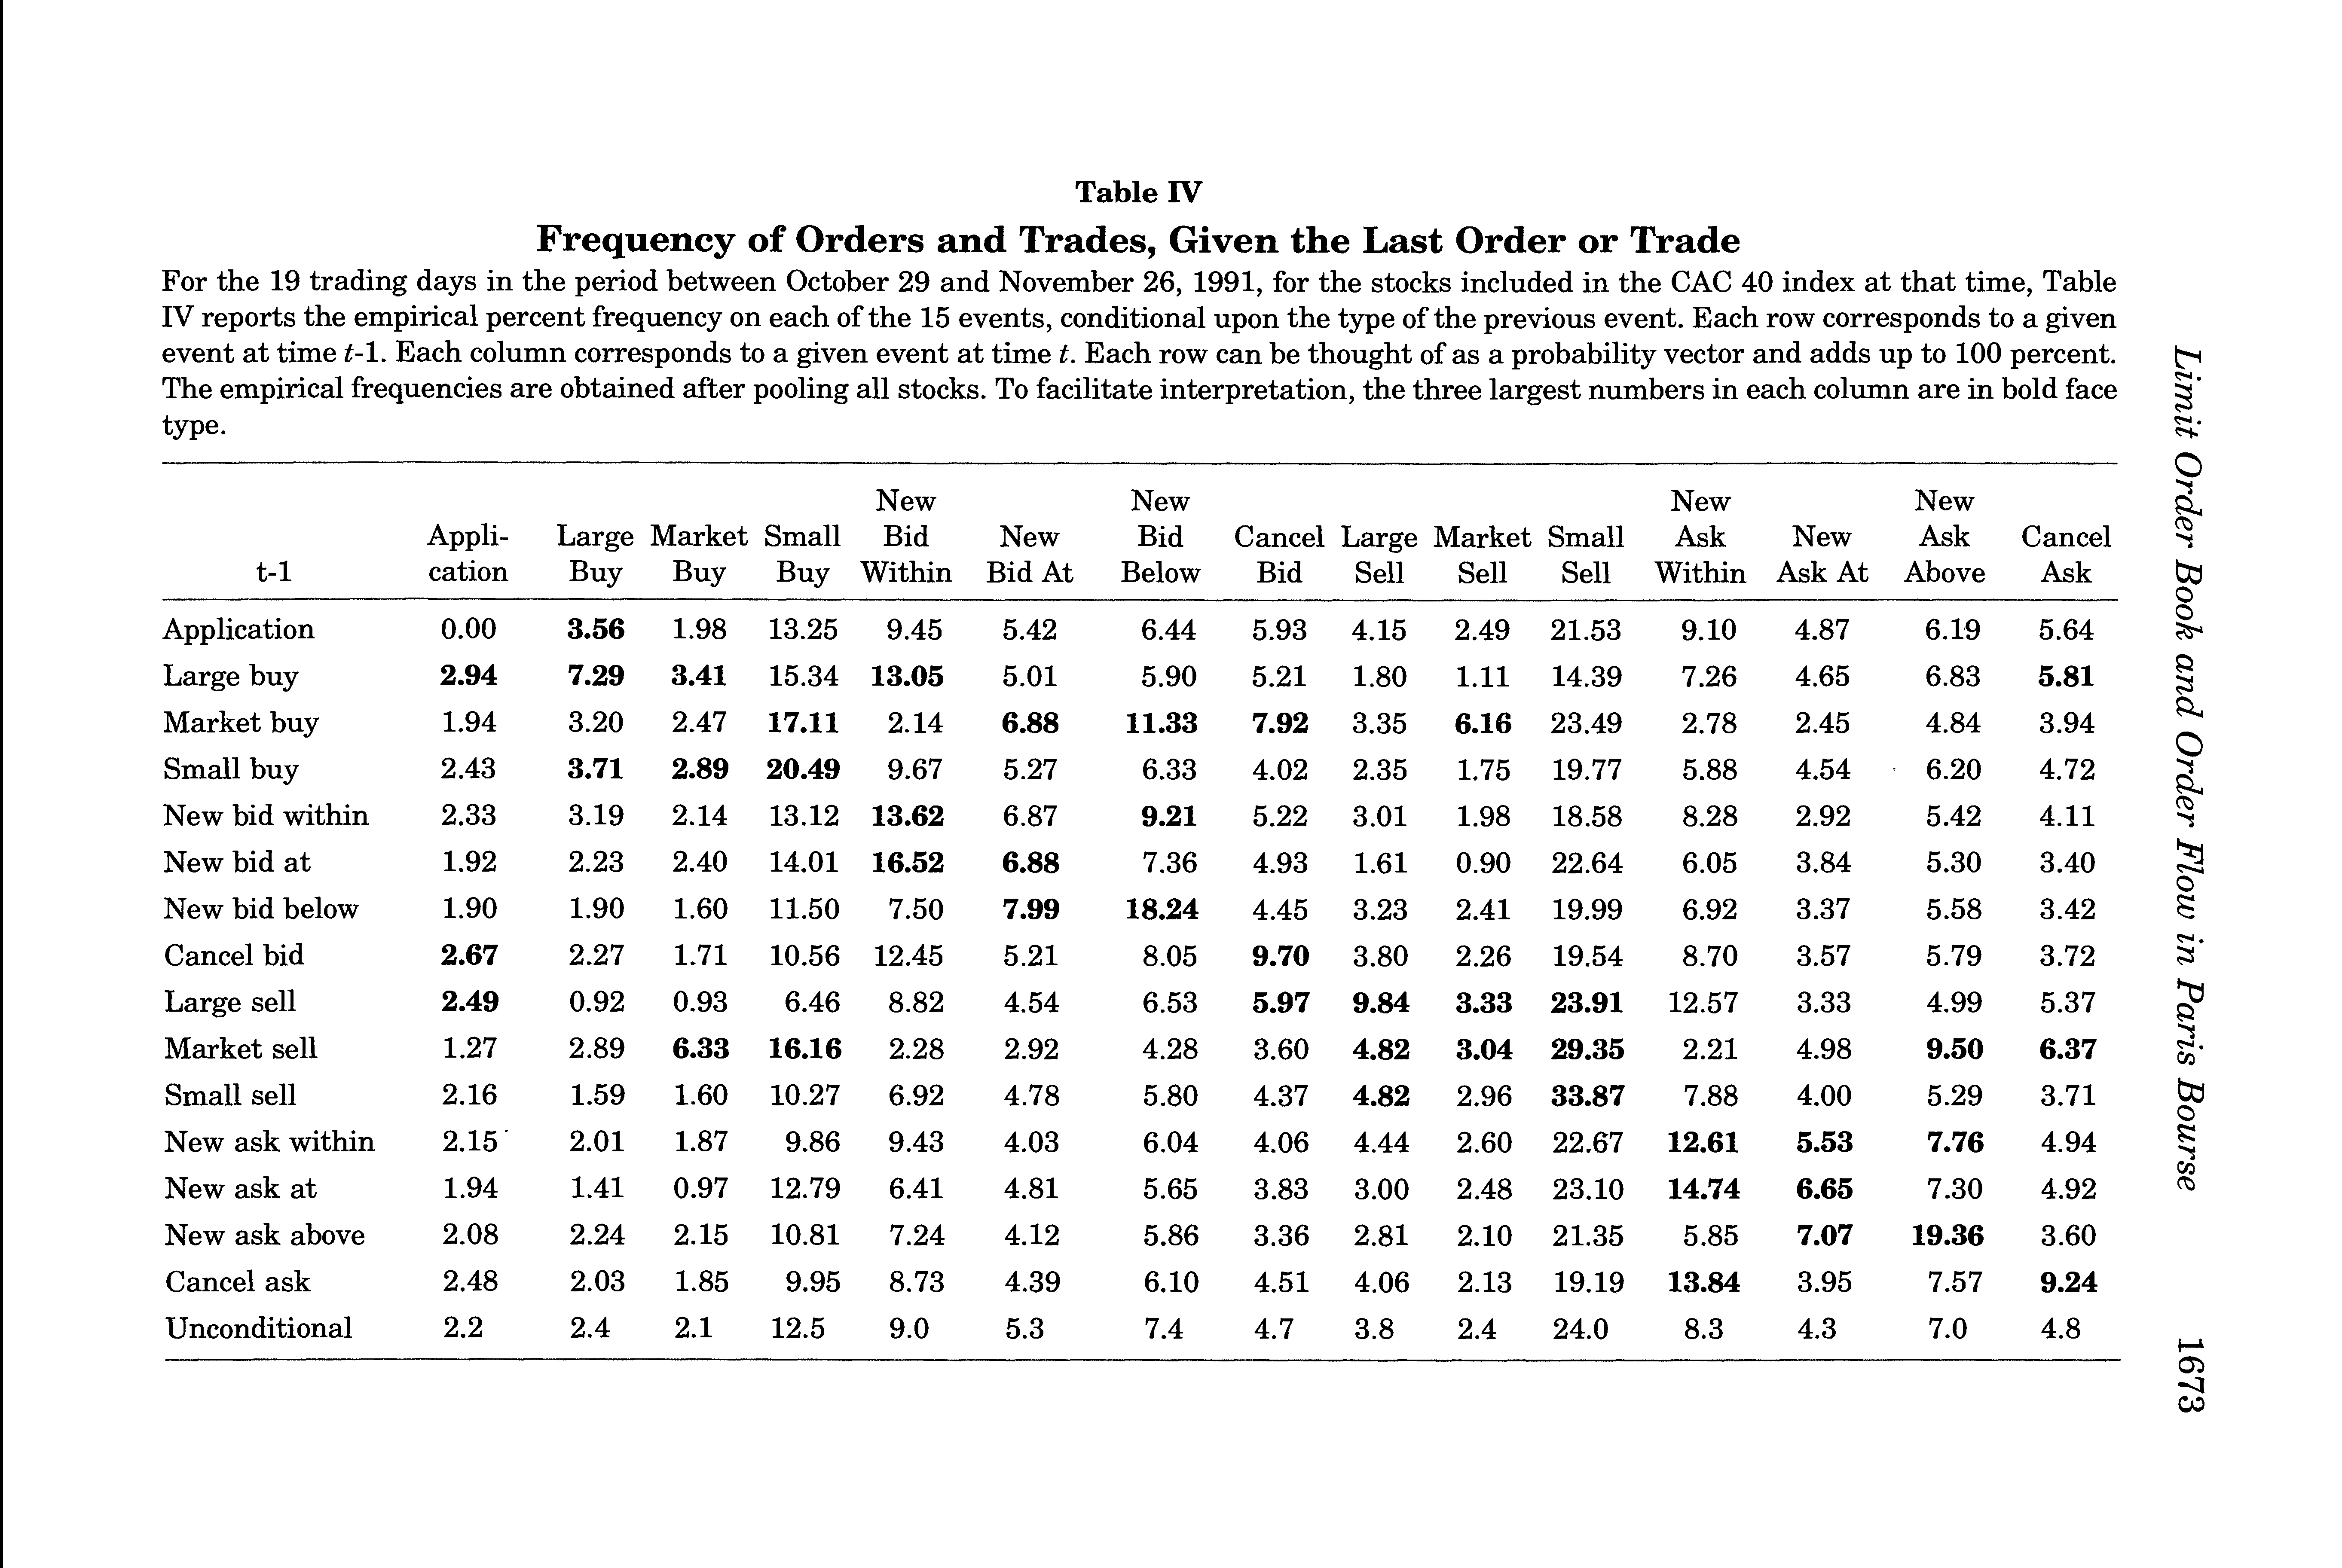 Table IV
Frequency of Orders and Trades, Given the Last Order or Trade
For the 19 trading days in the period between October 29 and November 26, 1991, for the stocks included in the CAC 40 index at that time, Table
IV reports the empirical percent frequency on each of the 15 events, conditional upon the type of the previous event. Each row corresponds to a given
event at time t-1. Each column corresponds to a given event at time t. Each row can be thought of as a probability vector and adds up to 100 percent.
The empirical frequencies are obtained after pooling all stocks. To facilitate interpretation, the three largest numbers in each column are in bold face
type.
New New New New
Appli- Large Market Small Bid New Bid Cancel Large Market Small Ask New Ask Cancel
t-1 cation Buy Buy Buy Within Bid At Below Bid Sell Sell Sell Within Ask At Above Ask
Application 0.00 3.56 1.98 13.25 9.45 5.42 6.44 5.93 4.15 2.49 21.53 9.10 4.87 6.19 5.64
Large buy 2.94 7.29 3.41 15.34 13.05 5.01 5.90 5.21 1.80 1.11 14.39 7.26 4.65 6.83 5.81
Market buy 1.94 3.20 2.47 17.11 2.14 6.88 11.33 7.92 3.35 6.16 23.49 2.78 2.45 4.84 3.94
Small buy 2.43 3.71 2.89 20.49 9.67 5.27 6.33 4.02 2.35 1.75 19.77 5.88 4.54 6.20 4.72
New bid within 2.33 3.19 2.14 13.12 13.62 6.87 9.21 5.22 3.01 1.98 18.58 8.28 2.92 5.42 4.11
New bid at 1.92 2.23 2.40 14.01 16.52 6.88 7.36 4.93 1.61 0.90 22.64 6.05 3.84 5.30 3.40
New bid below 1.90 1.90 1.60 11.50 7.50 7.99 18.24 4.45 3.23 2.41 19.99 6.92 3.37 5.58 3.42
Cancel bid 2.67 2.27 1.71 10.56 12.45 5.21 8.05 9.70 3.80 2.26 19.54 8.70 3.57 5.79 3.72
Large sell 2.49 0.92 0.93 6.46 8.82 4.54 6.53 5.97 9.84 3.33 23.91 12.57 3.33 4.99 5.37
Market sell 1.27 2.89 6.33 16.16 2.28 2.92 4.28 3.60 4.82 3.04 29.35 2.21 4.98 9.50 6.37
Small sell 2.16 1.59 1.60 10.27 6.92 4.78 5.80 4.37 4.82 2.96 33.87 7.88 4.00 5.29 3.71
New ask within 2.15 2.01 1.87 9.86 9.43 4.03 6.04 4.06 4.44 2.60 22.67 12.61 5.53 7.76 4.94
New ask at 1.94 1.41 0.97 12.79 6.41 4.81 5.65 3.83 3.00 2.48 23.10 14.74 6.65 7.30 4.92
New ask above 2.08 2.24 2.15 10.81 7.24 4.12 5.86 3.36 2.81 2.10 21.35 5.85 7.07 19.36 3.60
Cancel ask 2.48 2.03 1.85 9.95 8.73 4.39 6.10 4.51 4.06 2.13 19.19 13.84 3.95 7.57 9.24
Unconditional 2.2 2.4 2.1 12.5 9.0 5.3 7.4 4.7 3.8 2.4 24.0 8.3 4.3 7.0 4.8
Limit Order Book and Order Flow in Paris Bourse 1673